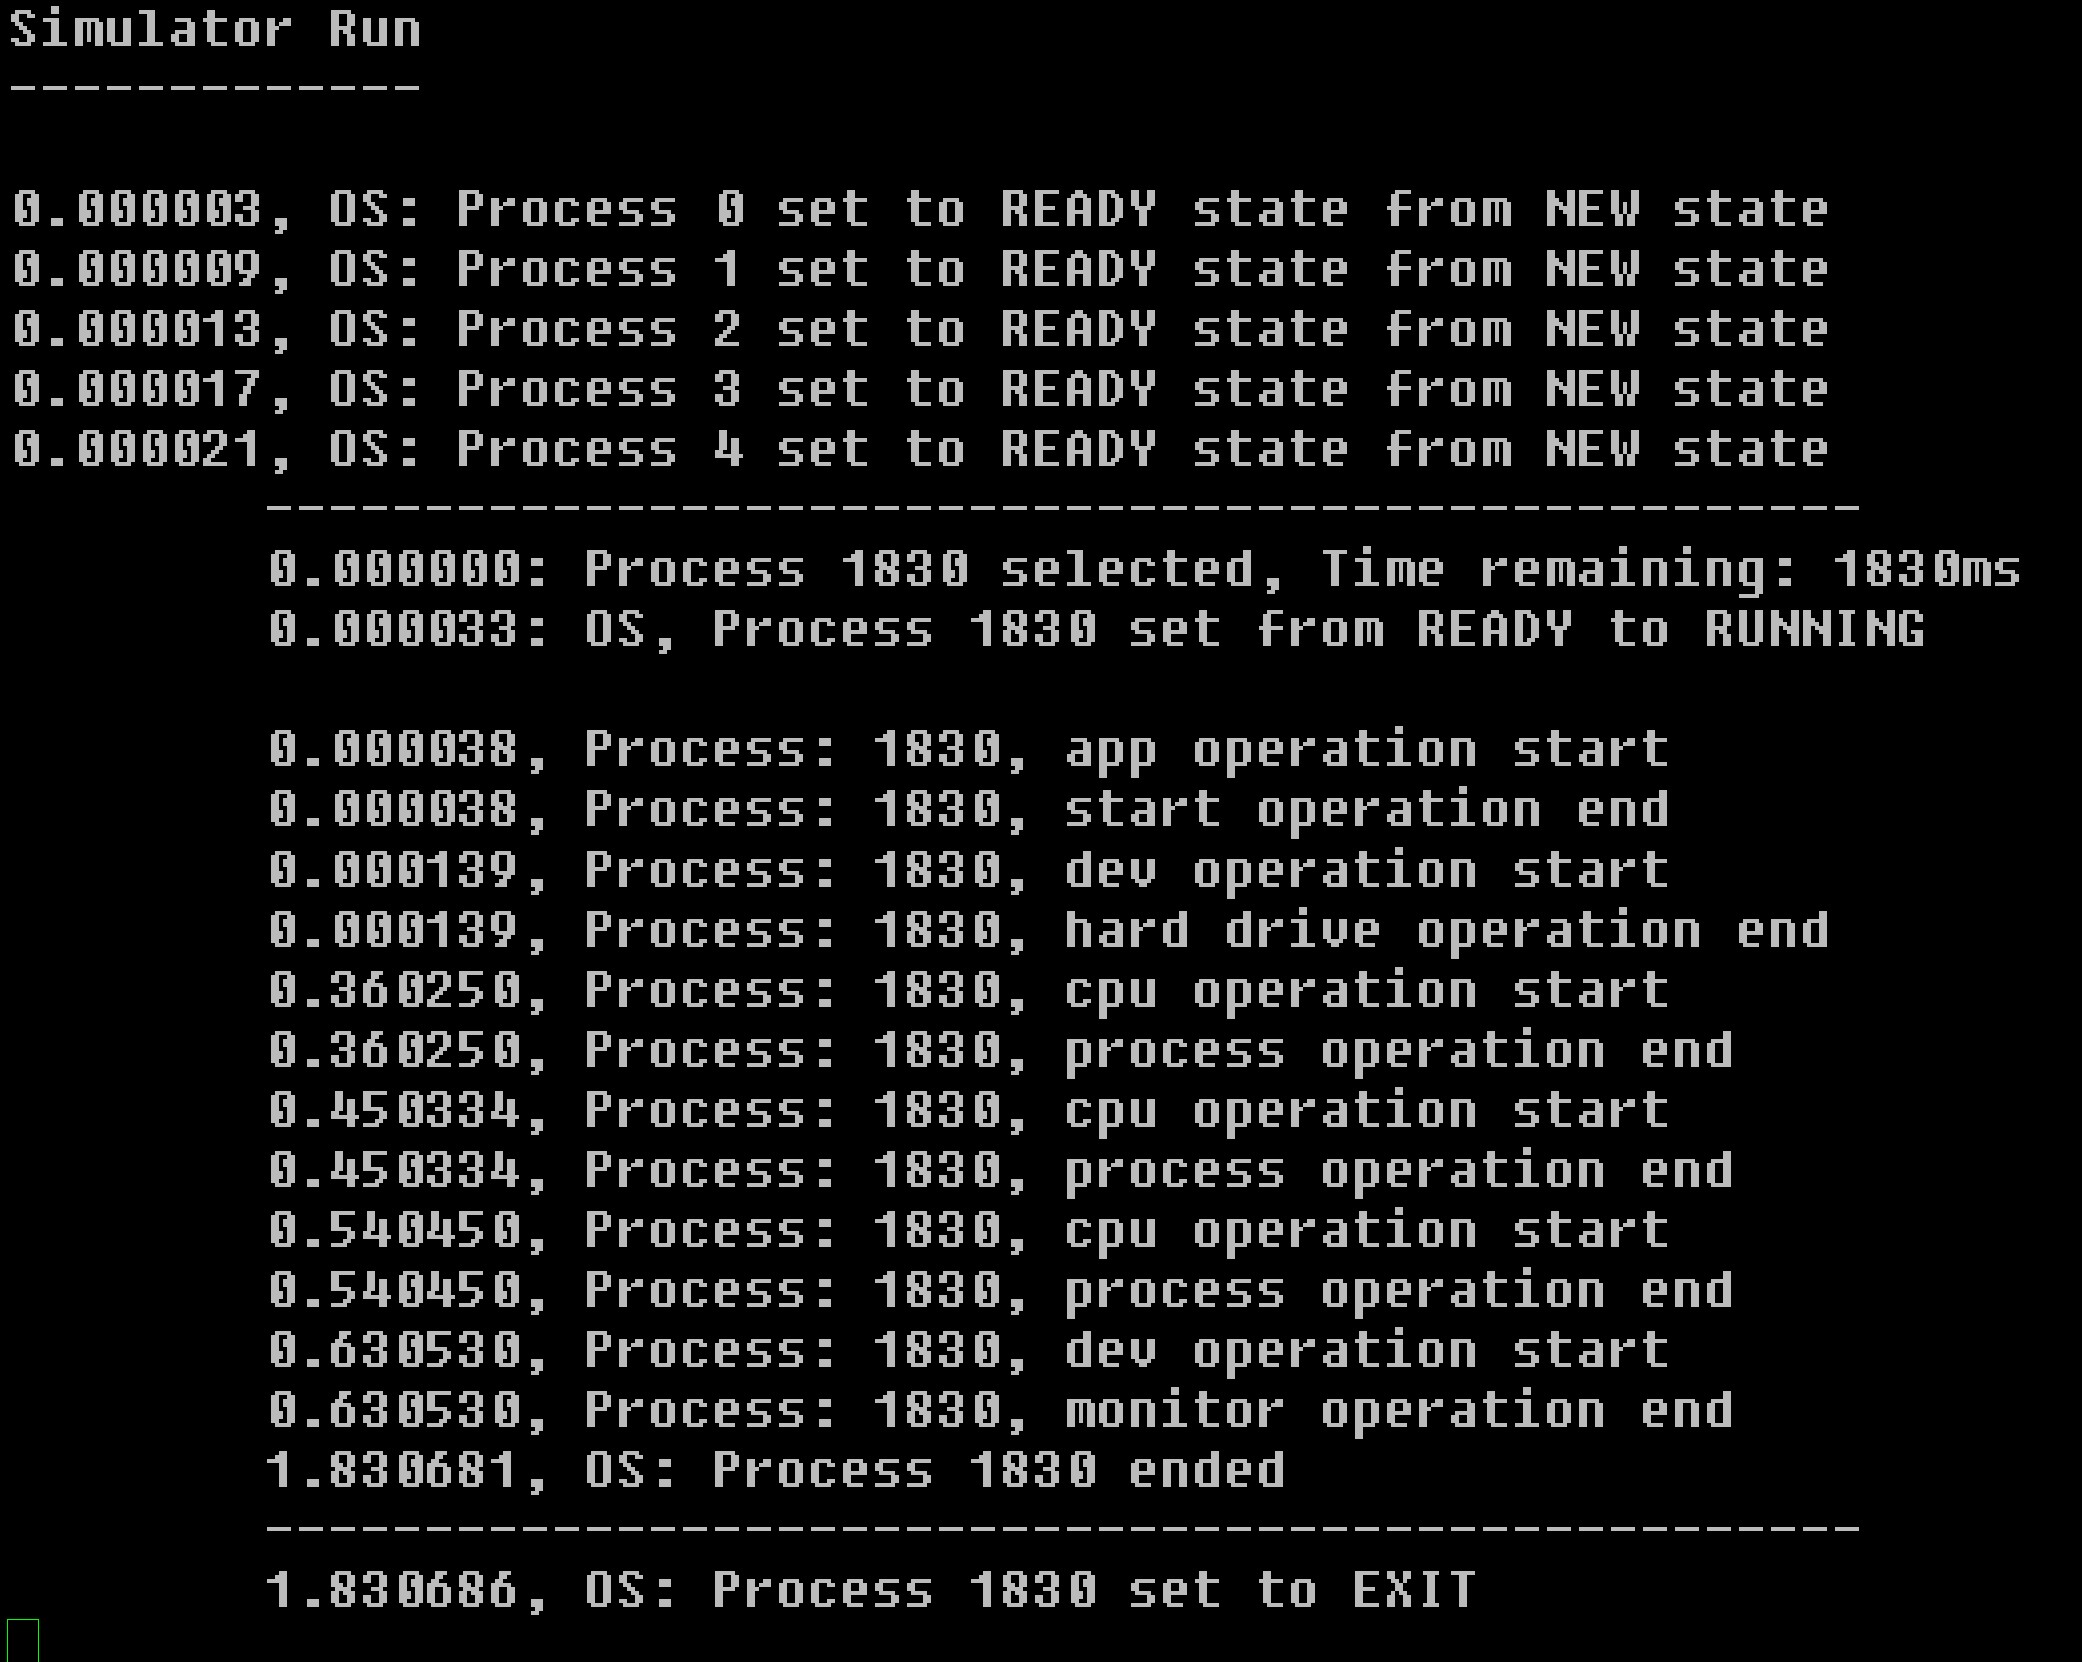 Simulator Run
-------------
0.000003, OS: Process 0 set to READY state from NEW state
0.000009, OS: Process 1 set to READY state from NEW state
0.000013, OS: Process 2 set to READY state from NEW state
0.000017, OS: Process 3 set to READY state from NEW state
0.000021, OS: Process 4 set to READY state from NEW state
--------------------------------------------------
0.000000: Process 1830 selected, Time remaining: 1830ms
0.000033: OS, Process 1830 set from READY to RUNNING
0.000038, Process: 1830, app operation start
0.000038, Process: 1830, start operation end
0.000139, Process: 1830, dev operation start
0.000139, Process: 1830, hard drive operation end
0.360250, Process: 1830, cpu operation start
0.360250, Process: 1830, process operation end
0.450334, Process: 1830, cpu operation start
0.450334, Process: 1830, process operation end
0.540450, Process: 1830, cpu operation start
0.540450, Process: 1830, process operation end
0.630530, Process: 1830, dev operation start
0.630530, Process: 1830, monitor operation end
1.830681, OS: Process 1830 ended
--------------------------------------------------
1.830686, OS: Process 1830 set to EXIT